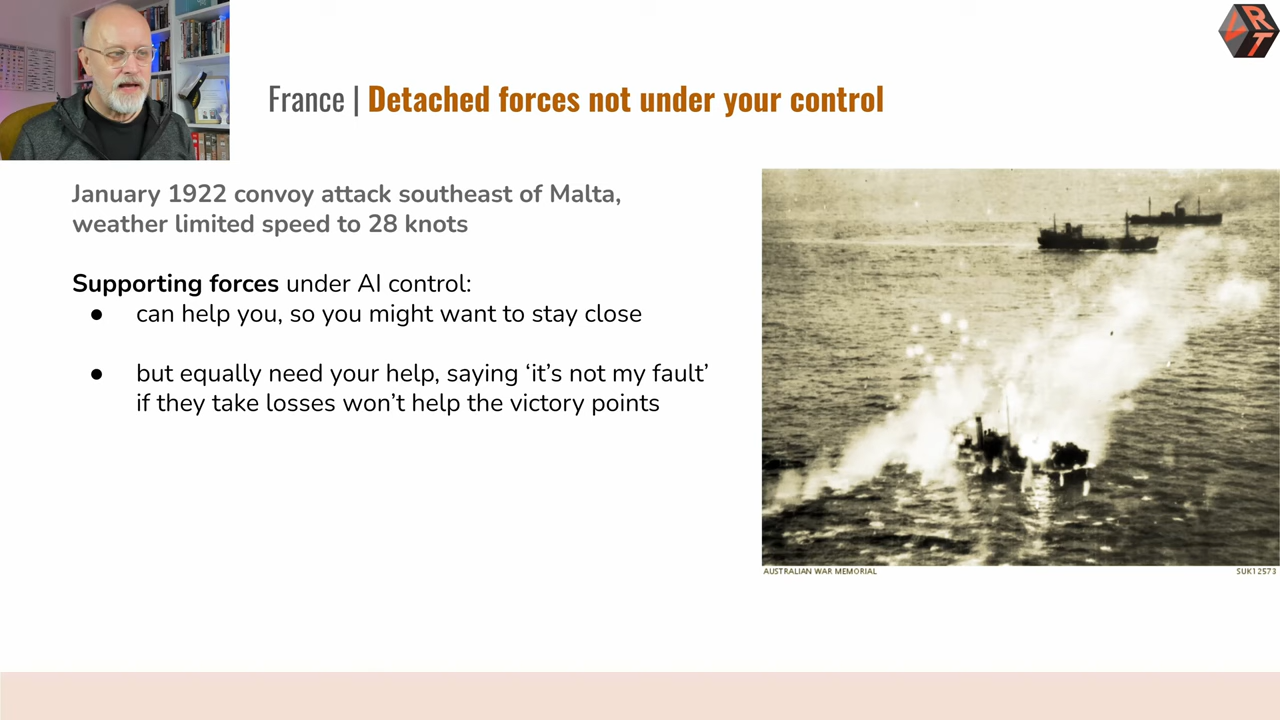 LRT
France | Detached forces not under your control
January 1922 convoy attack southeast of Malta,
weather limited speed to 28 knots
Supporting forces under AI control:
● can help you, so you might want to stay close
● but equally need your help, saying ‘it’s not my fault’
if they take losses won’t help the victory points
AUSTRALIAN WAR MEMORIAL
SUK12573